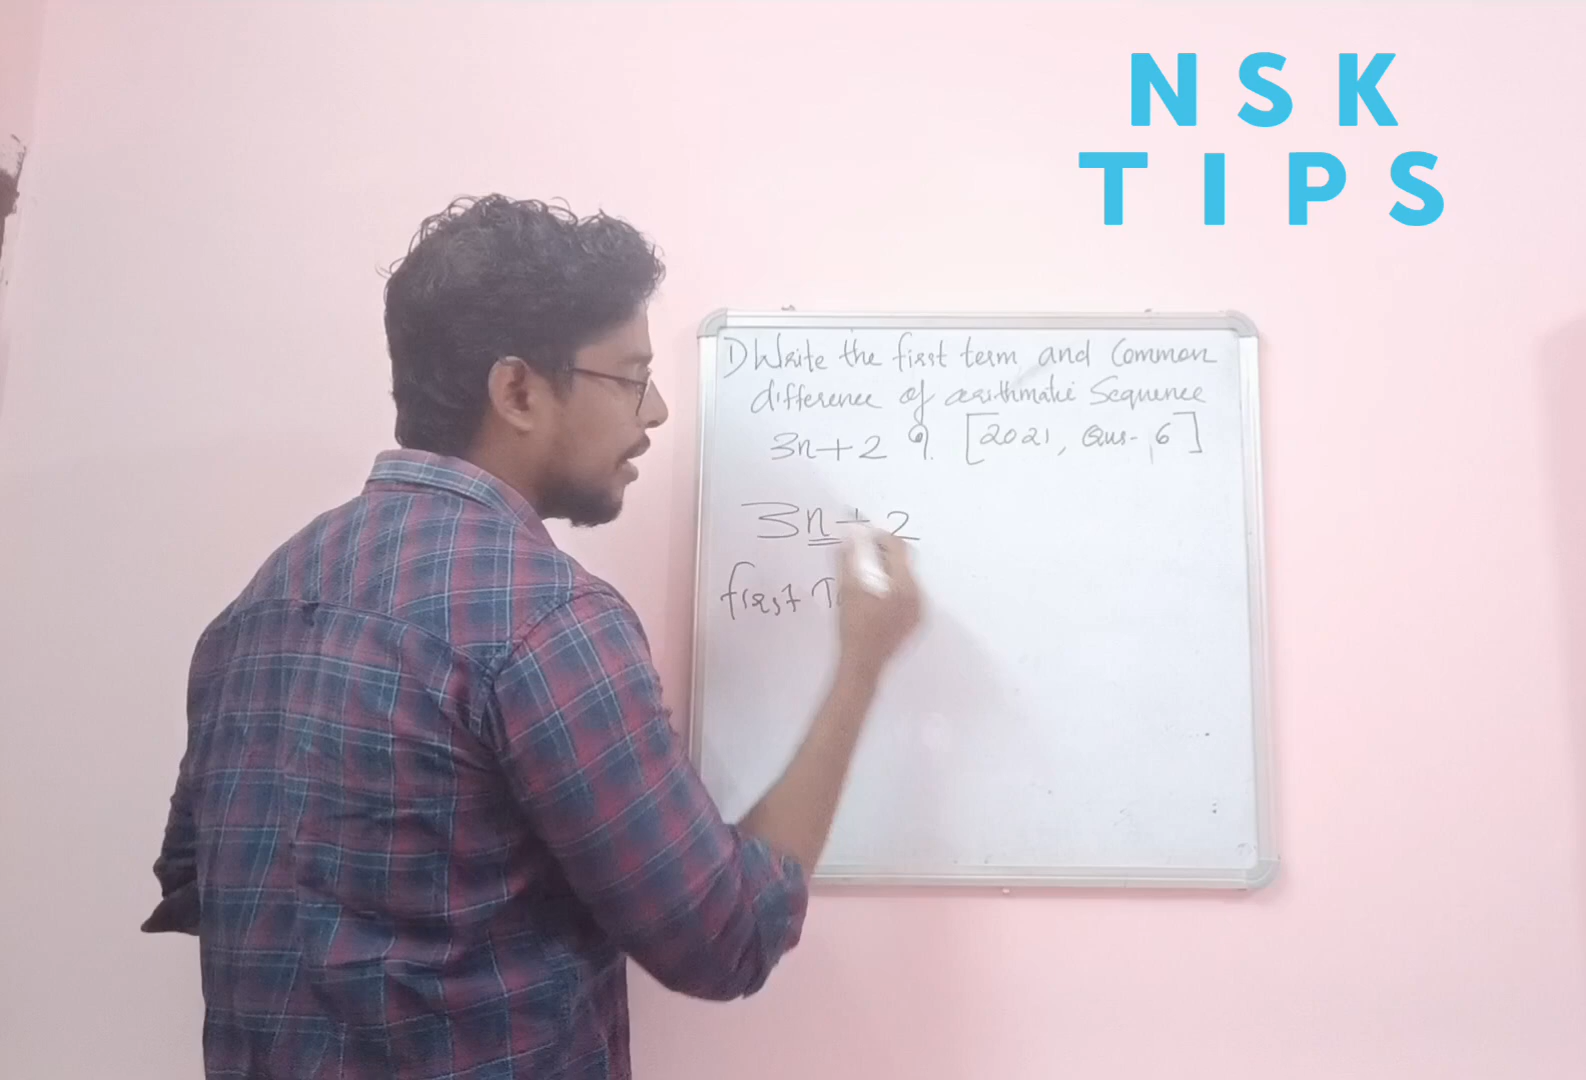 N S K
T I P S
1) Write the first term and Common
difference of arithmatic Sequence
3n+2 ? [2021, Qus- 6]
3n+2
first